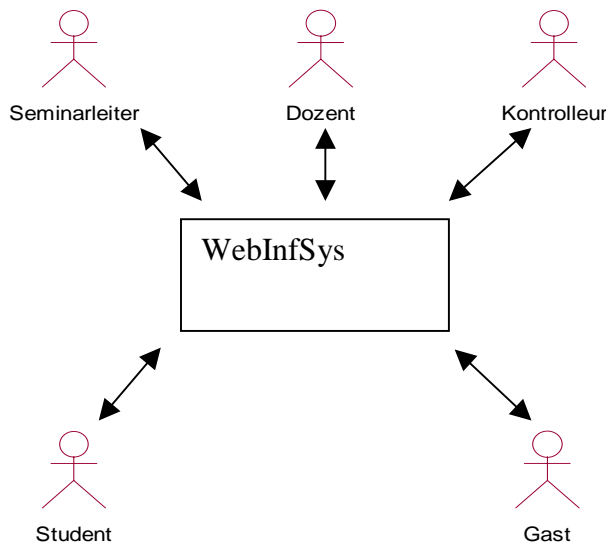 Seminarleiter
Dozent
Kontrolleur
WebInfSys
Student
Gast